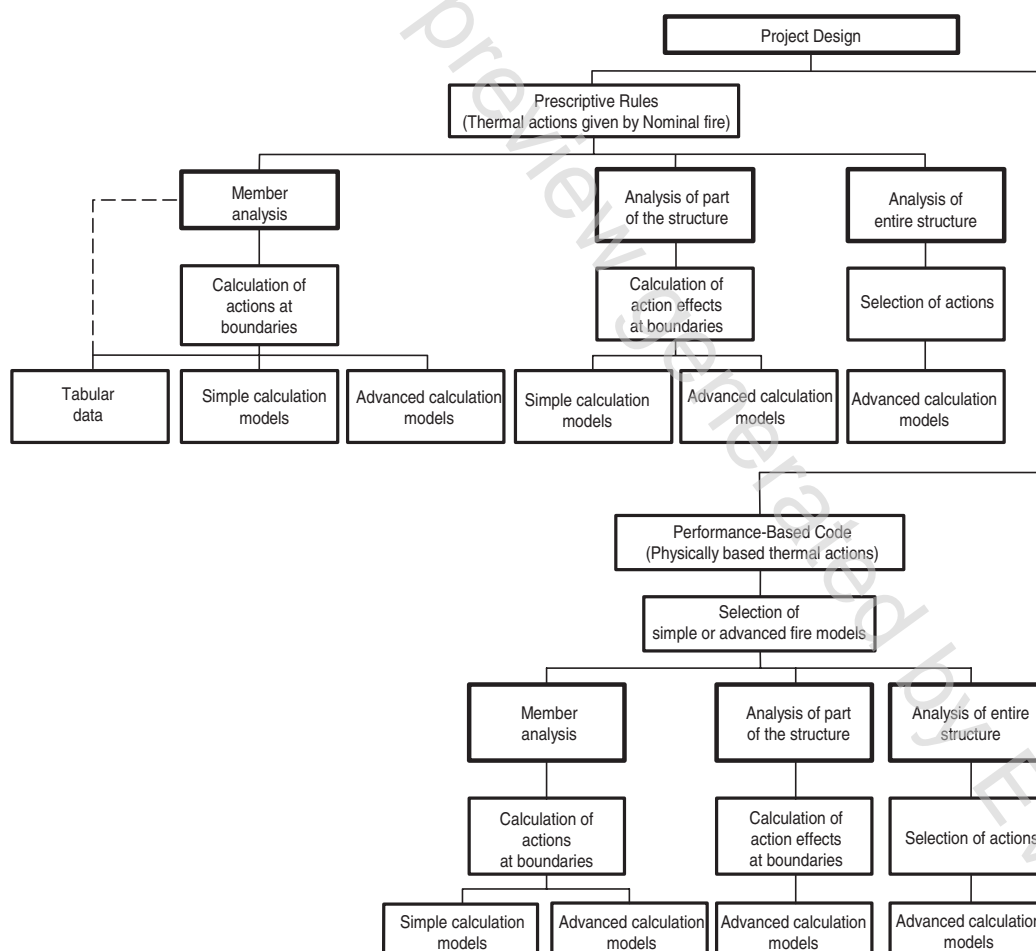 Project Design
Prescriptive Rules
(Thermal actions given by Nominal fire)
Member
analysis
Analysis of part
of the structure
Analysis of
entire structure
Calculation of
actions at
boundaries
Calculation of
action effects
at boundaries
Selection of actions
Tabular
data
Simple calculation
models
Advanced calculation
models
Simple calculation
models
Advanced calculation
models
Advanced calculation
models
Performance-Based Code
(Physically based thermal actions)
Selection of
simple or advanced fire models
Member
analysis
Analysis of part
of the structure
Analysis of entire
structure
Calculation of
actions
at boundaries
Calculation of
action effects
at boundaries
Selection of actions
Simple calculation
models
Advanced calculation
models
Advanced calculation
models
Advanced calculation
models
preview generated by